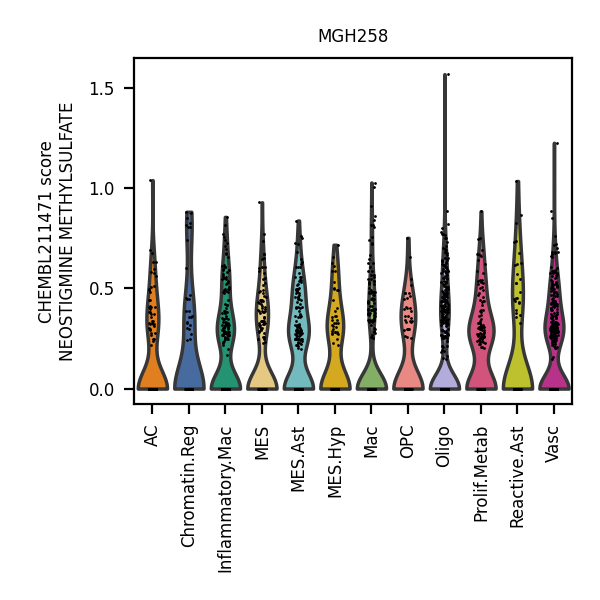 MGH258
CHEMBL211471 score
NEOSTIGMINE METHYLSULFATE
1.5
1.0
0.5
0.0
AC
Chromatin.Reg
Inflammatory.Mac
MES
MES.Ast
MES.Hyp
Mac
OPC
Oligo
Prolif.Metab
Reactive.Ast
Vasc